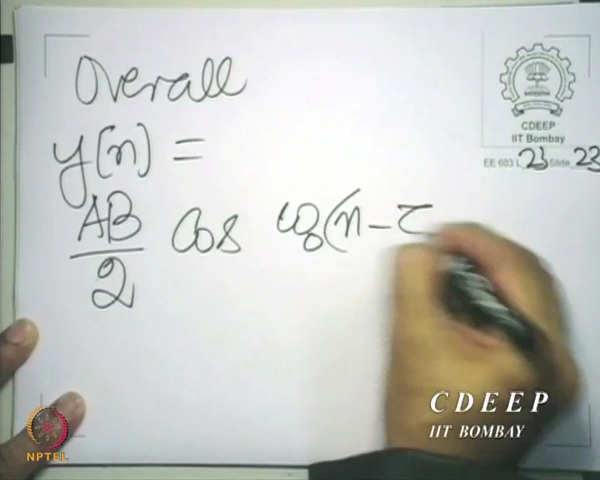 Overall
y[n] =
AB/2 Cos ω₀(n-τ
CDEEP
IIT Bombay
EE 603 L 23 Slide 23
CDEEP
IIT BOMBAY
NPTEL